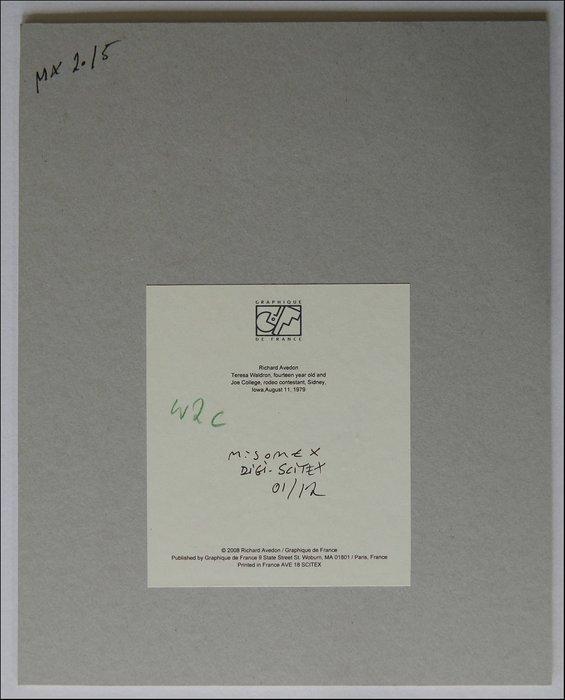 MX 2.15
GRAPHIQUE
DE FRANCE
Richard Avedon
Teresa Waldron, fourteen year old and
Joe College, rodeo contestant, Sidney,
Iowa,August 11, 1979
W2C
MisomEX
DiGi-SCiTEX
01/12
© 2008 Richard Avedon / Graphique de France
Published by Graphique de France 9 State Street St. Woburn, MA 01801 / Paris, France
Printed in France AVE 18 SCITEX